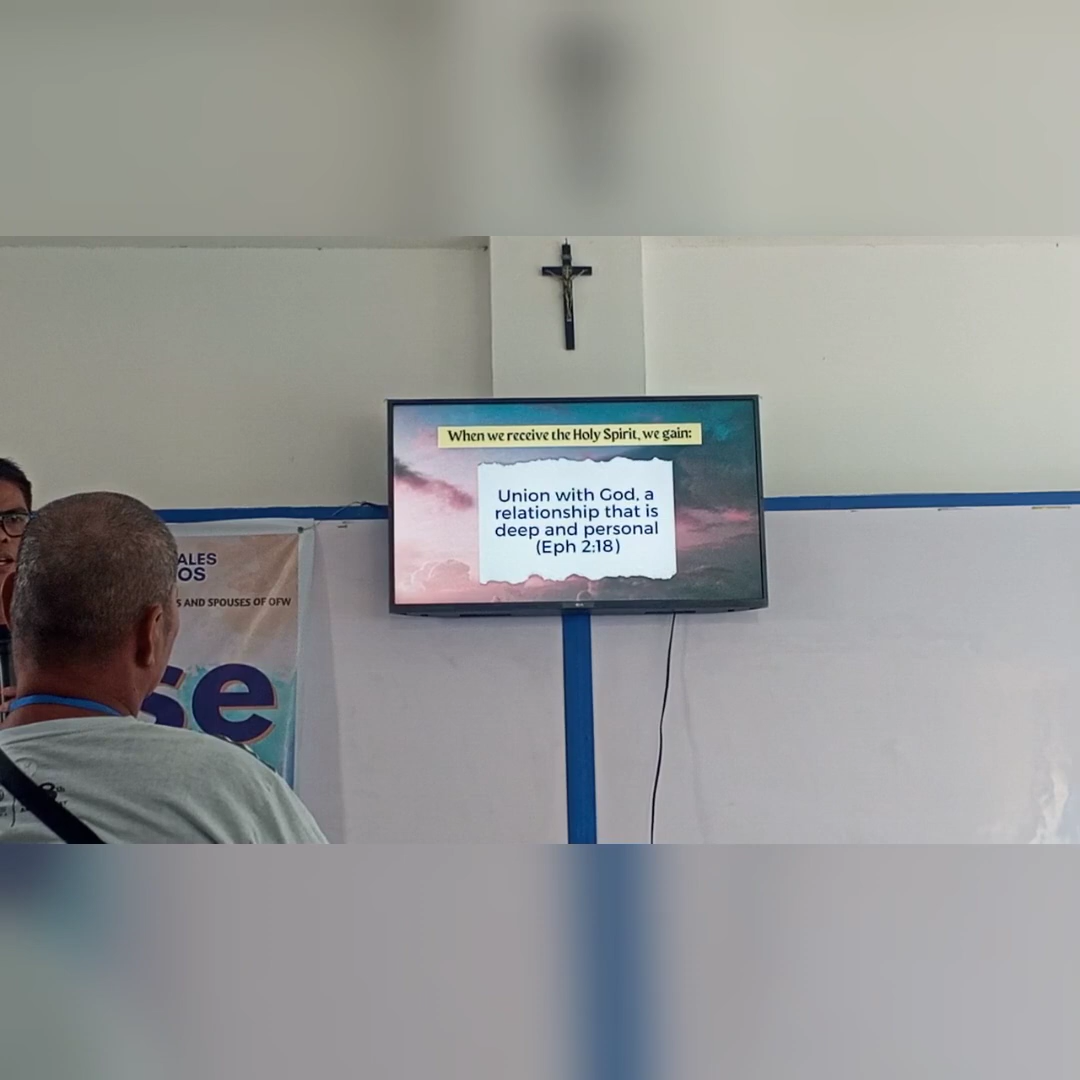 When we receive the Holy Spirit, we gain:
Union with God, a
relationship that is
deep and personal
(Eph 2:18)
ALES
OS
S AND SPOUSES OF OFW
se
LG